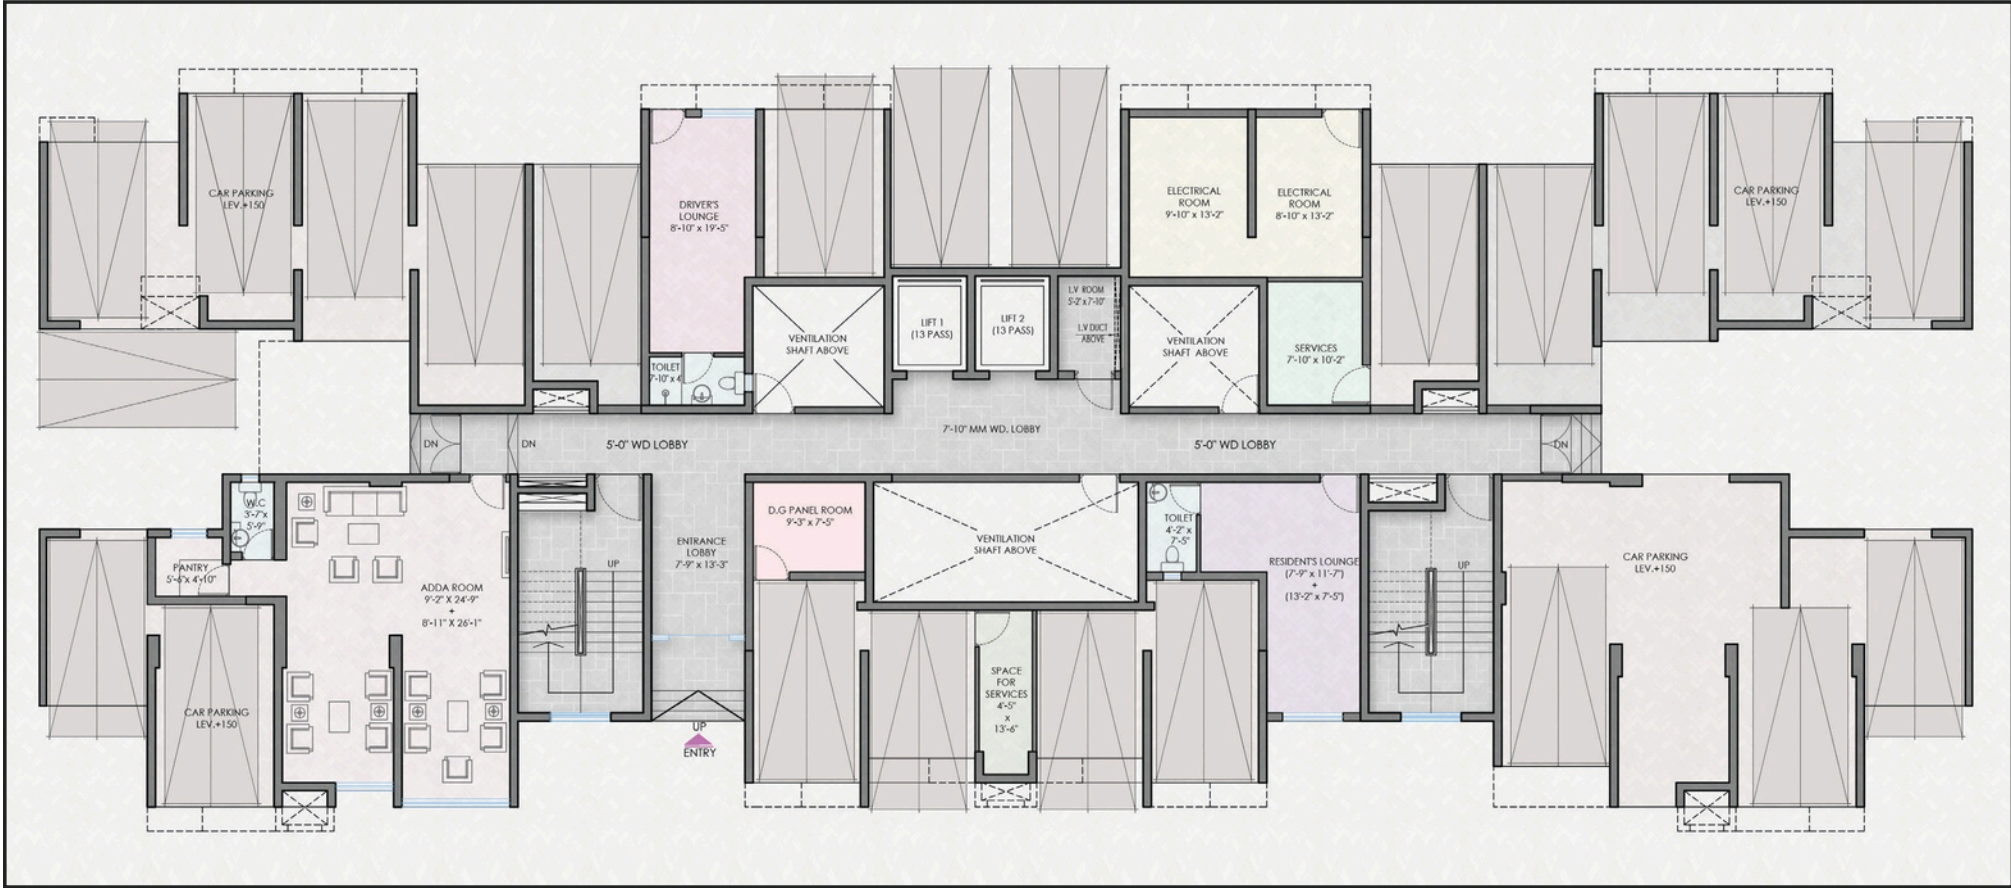 CAR PARKING
LEV.+150
DRIVER'S
LOUNGE
8'-10" x 19'-5"
ELECTRICAL
ROOM
9'-10" x 13'-2"
ELECTRICAL
ROOM
8'-10" x 13'-2"
CAR PARKING
LEV.+150
TOILET
7'-10" x 4'
VENTILATION
SHAFT ABOVE
LIFT 1
(13 PASS)
LIFT 2
(13 PASS)
L.V ROOM
5'-2" x 7'-10"
L.V DUCT
ABOVE
VENTILATION
SHAFT ABOVE
SERVICES
7'-10" x 10'-2"
DN
DN
5'-0" WD LOBBY
7'-10" MM WD. LOBBY
5'-0" WD LOBBY
DN
W.C
3'-7"x
5'-9"
PANTRY
5'-6"x 4'-10"
ADDA ROOM
9'-2" X 24'-9"
+
8'-11" X 26'-1"
UP
ENTRANCE
LOBBY
7'-9" x 13'-3"
D.G PANEL ROOM
9'-3" x 7'-5"
VENTILATION
SHAFT ABOVE
TOILET
4'-2" x
7'-5"
RESIDENT'S LOUNGE
(7'-9" x 11'-7")
+
(13'-2" x 7'-5")
UP
CAR PARKING
LEV.+150
CAR PARKING
LEV.+150
SPACE
FOR
SERVICES
4'-5"
x
13'-6"
UP
ENTRY